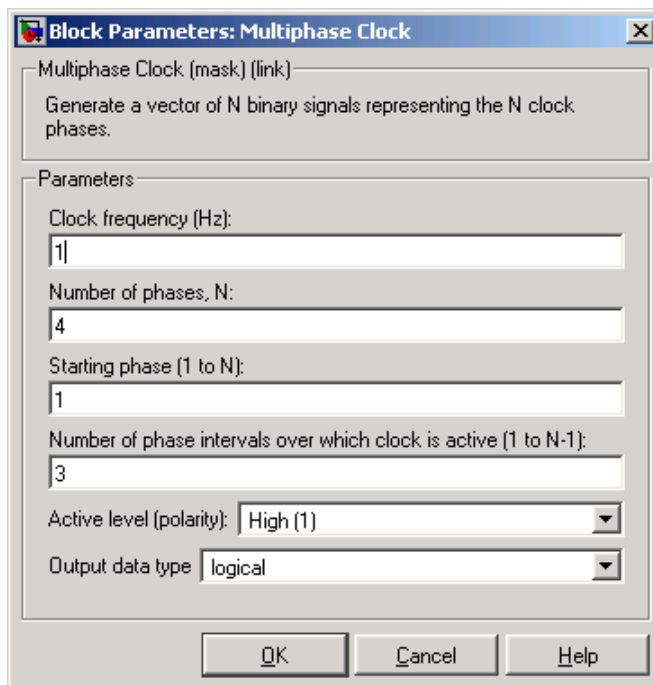 Block Parameters: Multiphase Clock
Multiphase Clock (mask) (link)
Generate a vector of N binary signals representing the N clock
phases.
Parameters
Clock frequency (Hz):
1
Number of phases, N:
4
Starting phase (1 to N):
1
Number of phase intervals over which clock is active (1 to N-1):
3
Active level (polarity): High (1)
Output data type logical
OK Cancel Help